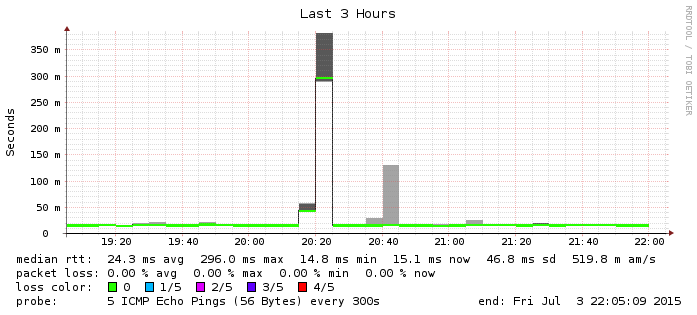 Last 3 Hours
RRDTOOL / TOBI OETIKER
Seconds
350 m
300 m
250 m
200 m
150 m
100 m
50 m
0
19:20 19:40 20:00 20:20 20:40 21:00 21:20 21:40 22:00
median rtt: 24.3 ms avg 296.0 ms max 14.8 ms min 15.1 ms now 46.8 ms sd 519.8 m am/s
packet loss: 0.00 % avg 0.00 % max 0.00 % min 0.00 % now
loss color: 0 1/5 2/5 3/5 4/5
probe: 5 ICMP Echo Pings (56 Bytes) every 300s end: Fri Jul 3 22:05:09 2015